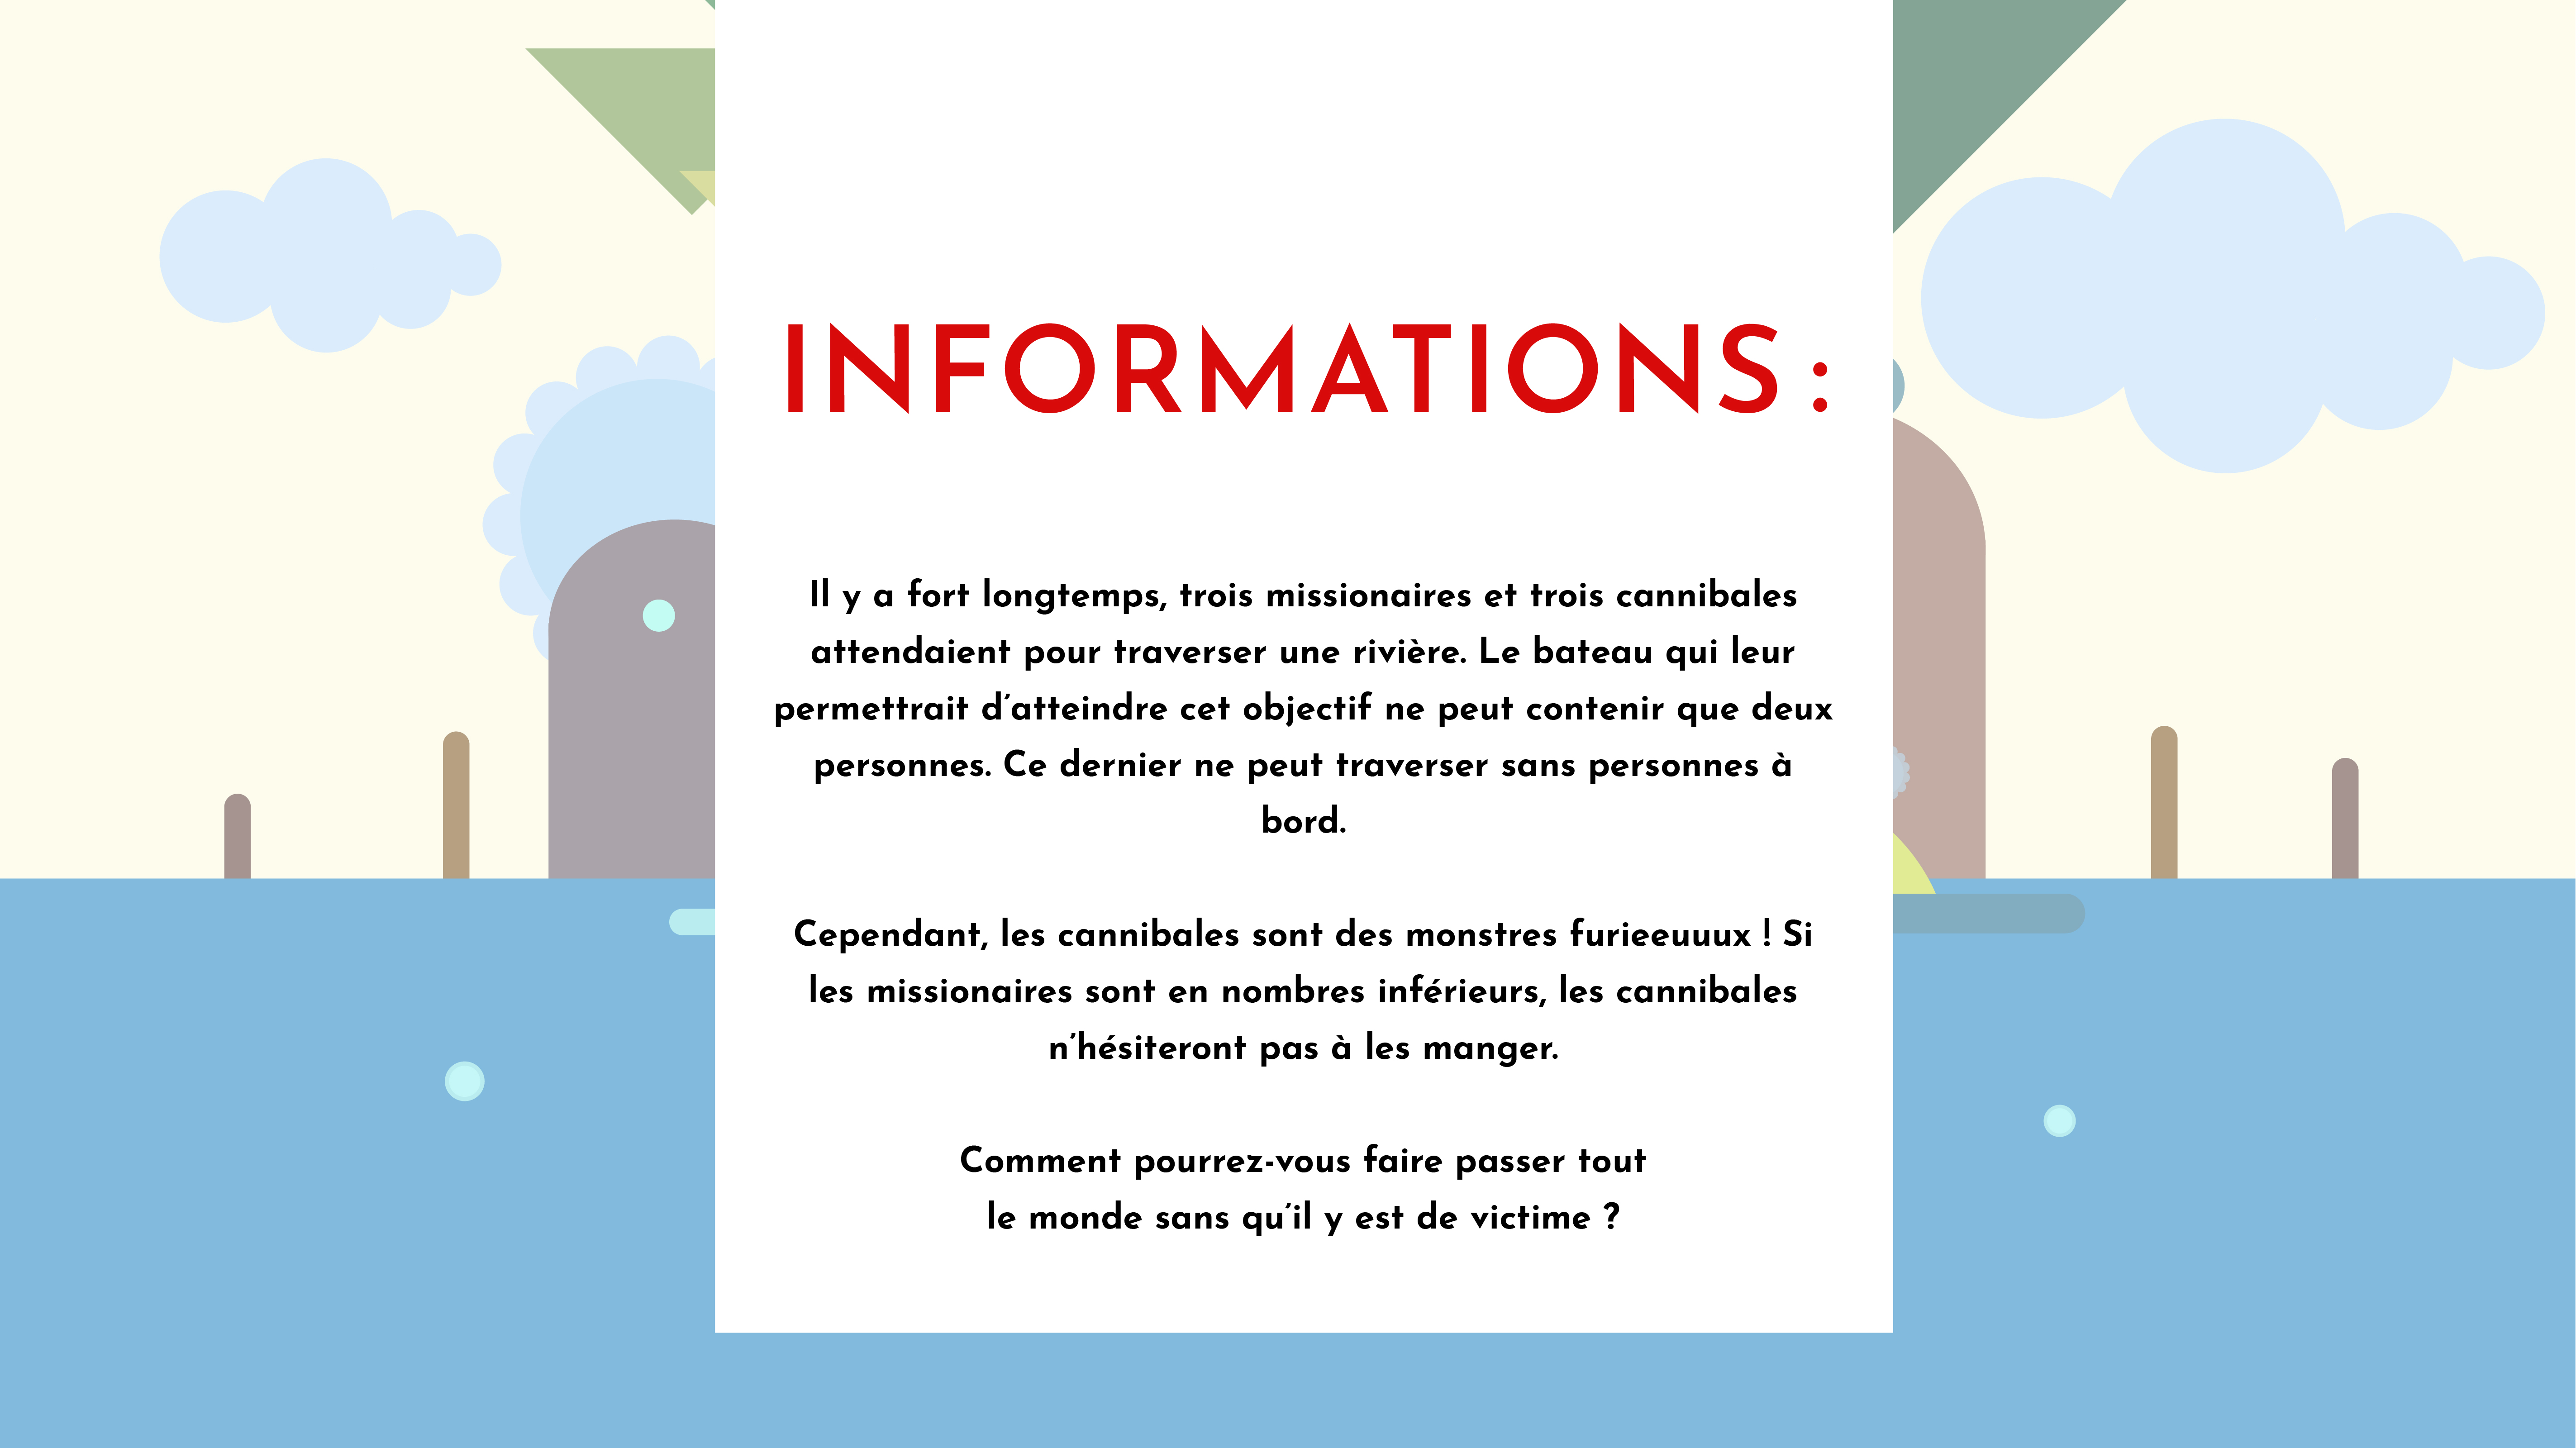 INFORMATIONS :
Il y a fort longtemps, trois missionaires et trois cannibales
attendaient pour traverser une rivière. Le bateau qui leur
permettrait d’atteindre cet objectif ne peut contenir que deux
personnes. Ce dernier ne peut traverser sans personnes à
bord.
Cependant, les cannibales sont des monstres furieeuuux ! Si
les missionaires sont en nombres inférieurs, les cannibales
n’hésiteront pas à les manger.
Comment pourrez-vous faire passer tout
le monde sans qu’il y est de victime ?